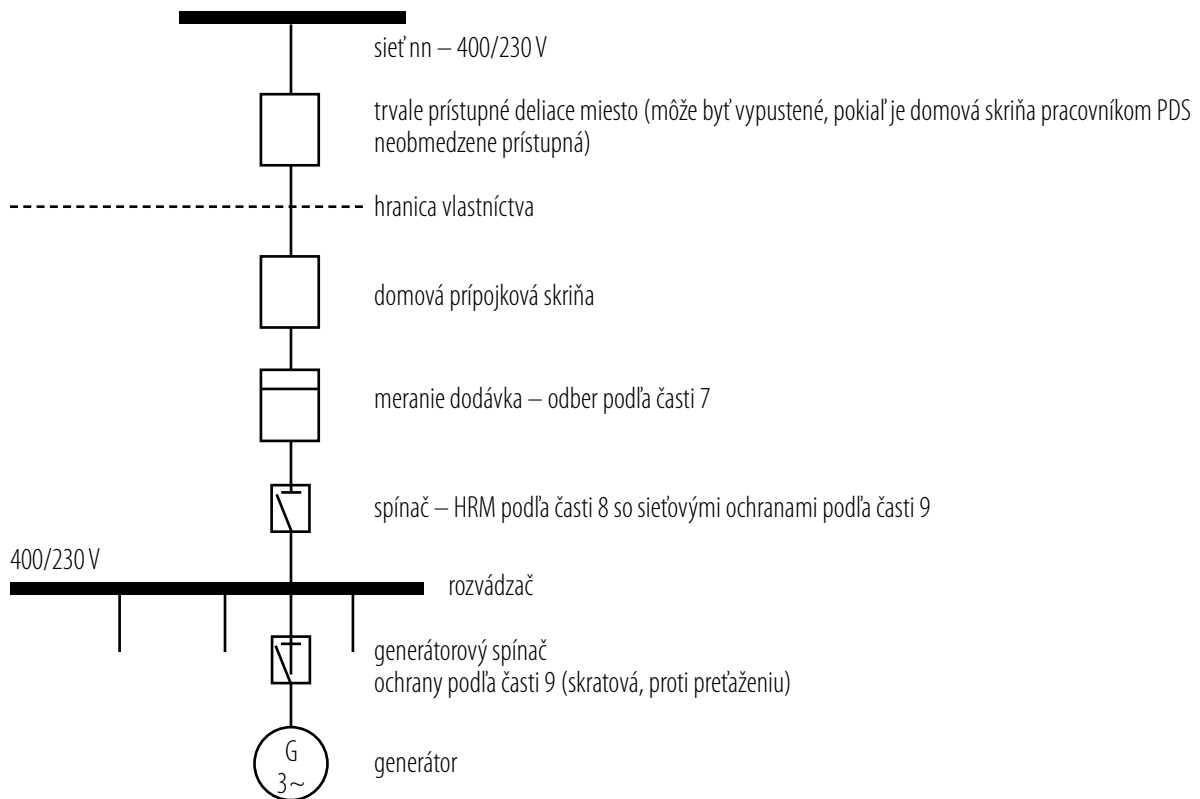 sieť nn – 400/230 V
trvale prístupné deliace miesto (môže byť vypustené, pokiaľ je domová skriňa pracovníkom PDS
neobmedzene prístupná)
hranica vlastníctva
domová prípojková skriňa
meranie dodávka – odber podľa časti 7
spínač – HRM podľa časti 8 so sieťovými ochranami podľa časti 9
400/230 V
rozvádzač
generátorový spínač
ochrany podľa časti 9 (skratová, proti preťaženiu)
G
3~
generátor